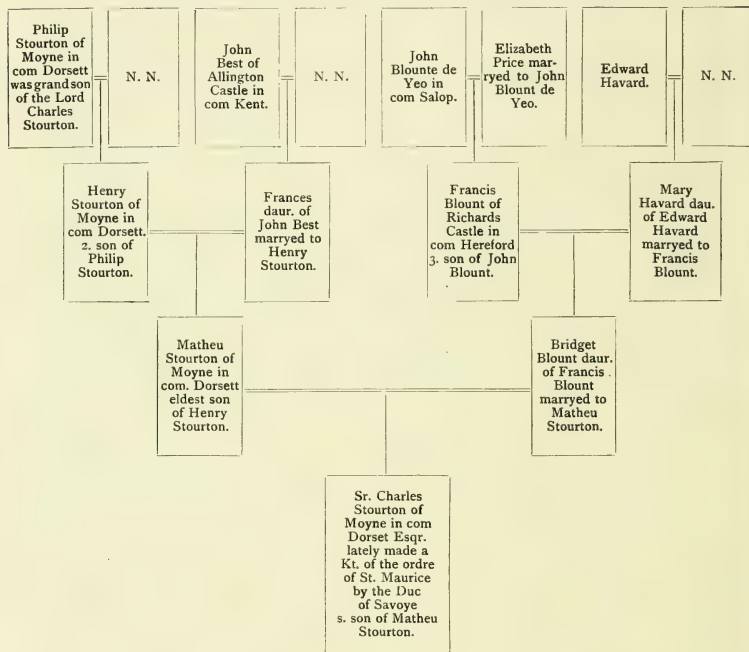 Philip
Stourton of
Moyne in
com Dorsett
was grandson
of the Lord
Charles
Stourton.
N. N.
John
Best of
Allington
Castle in
com Kent.
N. N.
John
Blounte de
Yeo in
com Salop.
Elizabeth
Price mar-
ryed to John
Blount de
Yeo.
Edward
Havard.
N. N.
Henry
Stourton of
Moyne in
com Dorsett.
2. son of
Philip
Stourton.
Frances
daur. of
John Best
marryed to
Henry
Stourton.
Francis
Blount of
Richards
Castle in
com Hereford
3. son of John
Blount.
Mary
Havard dau.
of Edward
Havard
marryed to
Francis
Blount.
Matheu
Stourton of
Moyne in
com. Dorsett
eldest son
of Henry
Stourton.
Bridget
Blount daur.
of Francis
Blount
marryed to
Matheu
Stourton.
Sr. Charles
Stourton of
Moyne in com
Dorset Esqr.
lately made a
Kt. of the ordre
of St. Maurice
by the Duc
of Savoye
s. son of Matheu
Stourton.